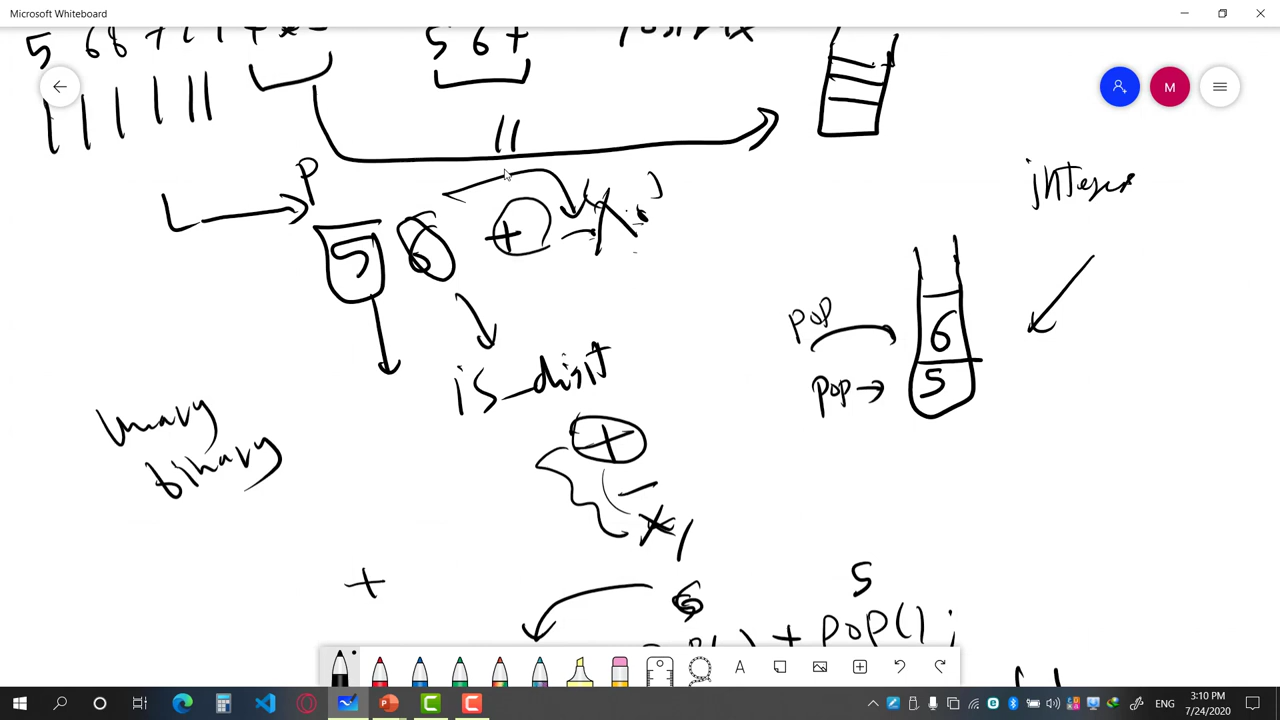 Microsoft Whiteboard
5 6 +
M
P
5 6 +
integer
pop
6
pop
5
is_digit
unary
binary
+
+
5
6
+ pop();
A
ENG
3:10 PM
7/24/2020